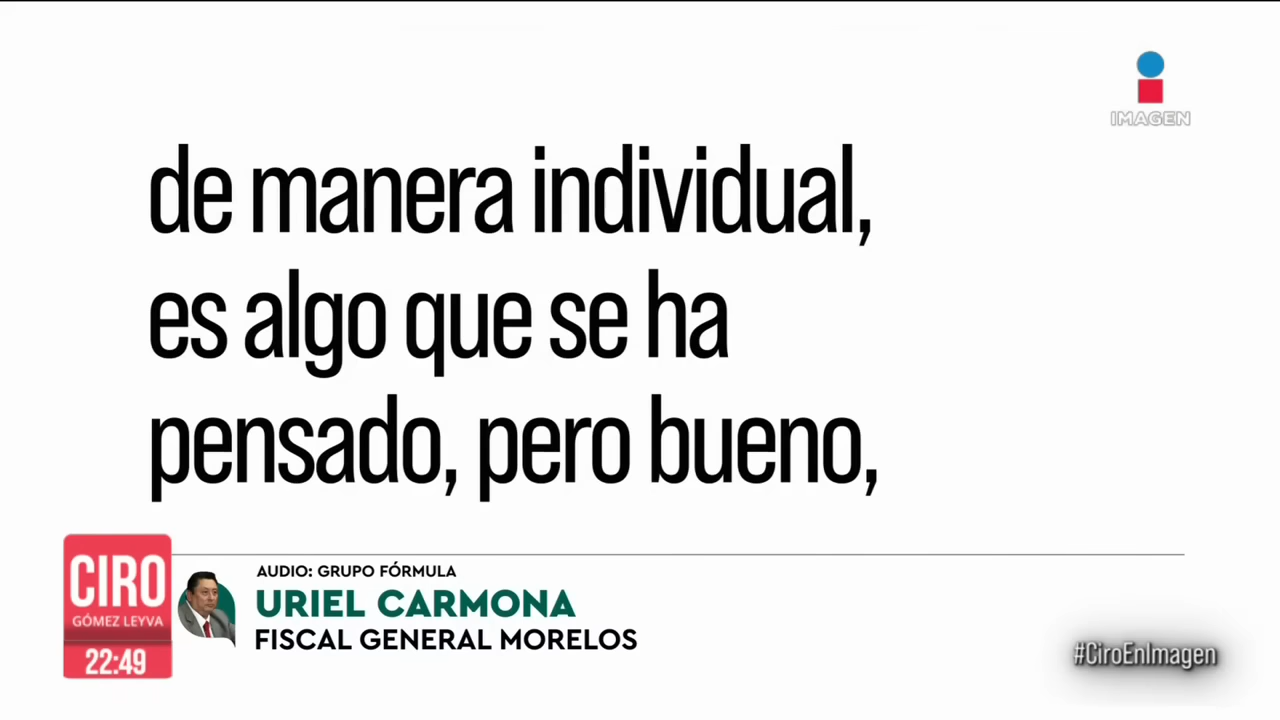 IMAGEN
de manera individual,
es algo que se ha
pensado, pero bueno,
CIRO
GÓMEZ LEYVA
22:49
AUDIO: GRUPO FÓRMULA
URIEL CARMONA
FISCAL GENERAL MORELOS
#CiroEnImagen